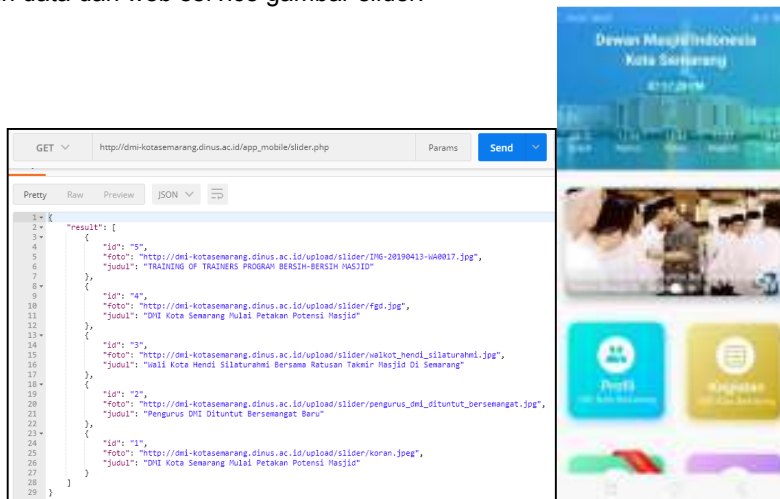 data dari web service gambar slider.
Dewan Masjid Indonesia
Kota Semarang
GET http://dmi-kotasemarang.dinus.ac.id/app_mobile/slider.php Params Send
Pretty Raw Preview JSON
1 {
2 "result": [
3 {
4 "id": "5",
5 "foto": "http://dmi-kotasemarang.dinus.ac.id/upload/slider/IMG-20190413-WA0017.jpg",
6 "judul": "TRAINING OF TRAINERS PROGRAM BERSIH-BERSIH MASJID"
7 },
8 {
9 "id": "4",
10 "foto": "http://dmi-kotasemarang.dinus.ac.id/upload/slider/fgd.jpg",
11 "judul": "DMI Kota Semarang Mulai Petakan Potensi Masjid"
12 },
13 {
14 "id": "3",
15 "foto": "http://dmi-kotasemarang.dinus.ac.id/upload/slider/walkot_hendi_silaturahmi.jpg",
16 "judul": "Wali Kota Hendi Silaturahmi Bersama Ratusan Takmir Masjid Di Semarang"
17 },
18 {
19 "id": "2",
20 "foto": "http://dmi-kotasemarang.dinus.ac.id/upload/slider/pengurus_dmi_dituntut_bersemangat.jpg",
21 "judul": "Pengurus DMI Dituntut Bersemangat Baru"
22 },
23 {
24 "id": "1",
25 "foto": "http://dmi-kotasemarang.dinus.ac.id/upload/slider/koran.jpeg",
26 "judul": "DMI Kota Semarang Mulai Petakan Potensi Masjid"
27 }
28 ]
29 }
Profil
Kegiatan